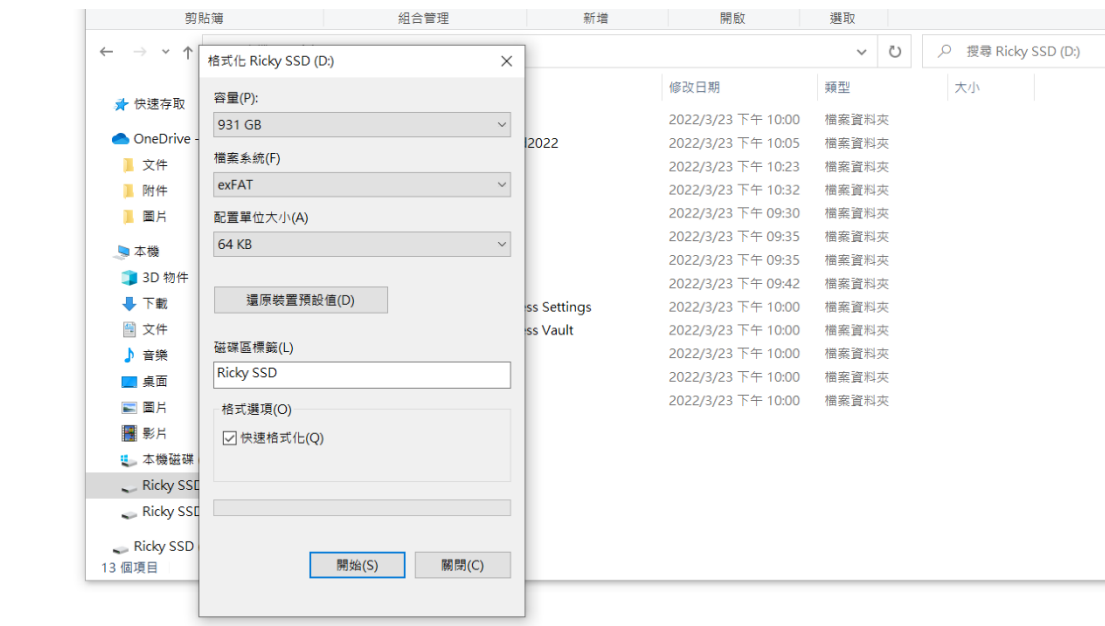 剪貼簿 組合管理 新增 開啟 選取
搜尋 Ricky SSD (D:)
修改日期 類型 大小
快速存取
OneDrive -
文件
附件
圖片
本機
3D 物件
下載
文件
音樂
桌面
圖片
影片
本機磁碟
Ricky SSD
Ricky SSD
Ricky SSD
13 個項目
格式化 Ricky SSD (D:)
容量(P):
931 GB
檔案系統(F)
exFAT
配置單位大小(A)
64 KB
還原裝置預設值(D)
磁碟區標籤(L)
Ricky SSD
格式選項(O)
快速格式化(Q)
開始(S) 關閉(C)
2022/3/23 下午 10:00 檔案資料夾
2022 2022/3/23 下午 10:05 檔案資料夾
2022/3/23 下午 10:23 檔案資料夾
2022/3/23 下午 10:32 檔案資料夾
2022/3/23 下午 09:30 檔案資料夾
2022/3/23 下午 09:35 檔案資料夾
2022/3/23 下午 09:35 檔案資料夾
2022/3/23 下午 09:42 檔案資料夾
ss Settings 2022/3/23 下午 10:00 檔案資料夾
ss Vault 2022/3/23 下午 10:00 檔案資料夾
2022/3/23 下午 10:00 檔案資料夾
2022/3/23 下午 10:00 檔案資料夾
2022/3/23 下午 10:00 檔案資料夾